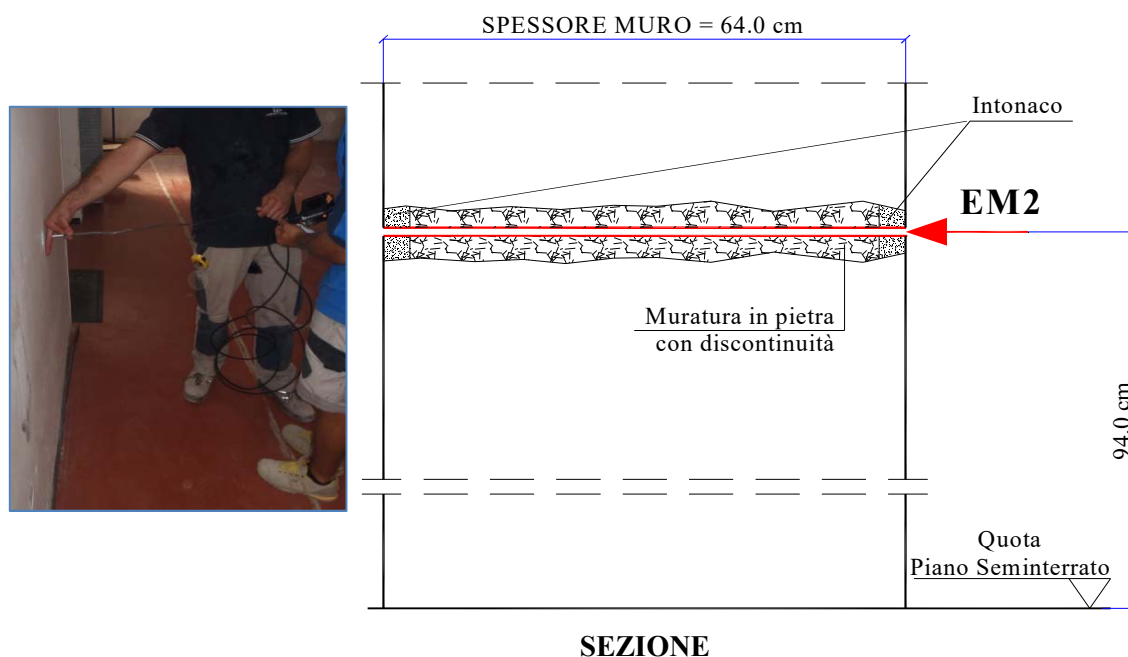 SPESSORE MURO = 64.0 cm
Intonaco
EM2
Muratura in pietra
con discontinuità
94.0 cm
Quota
Piano Seminterrato
SEZIONE